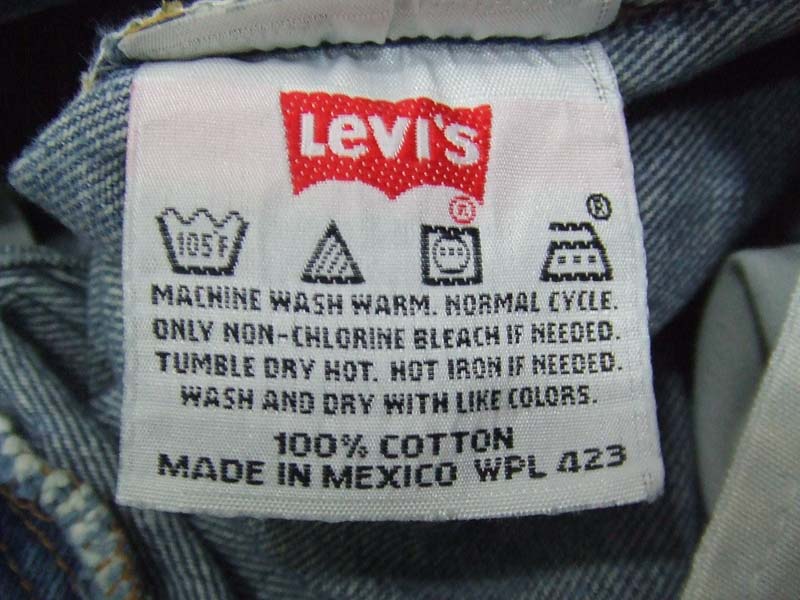 Levi's
®
®
105F
MACHINE WASH WARM. NORMAL CYCLE.
ONLY NON-CHLORINE BLEACH IF NEEDED.
TUMBLE DRY HOT. HOT IRON IF NEEDED.
WASH AND DRY WITH LIKE COLORS.
100% COTTON
MADE IN MEXICO WPL 423